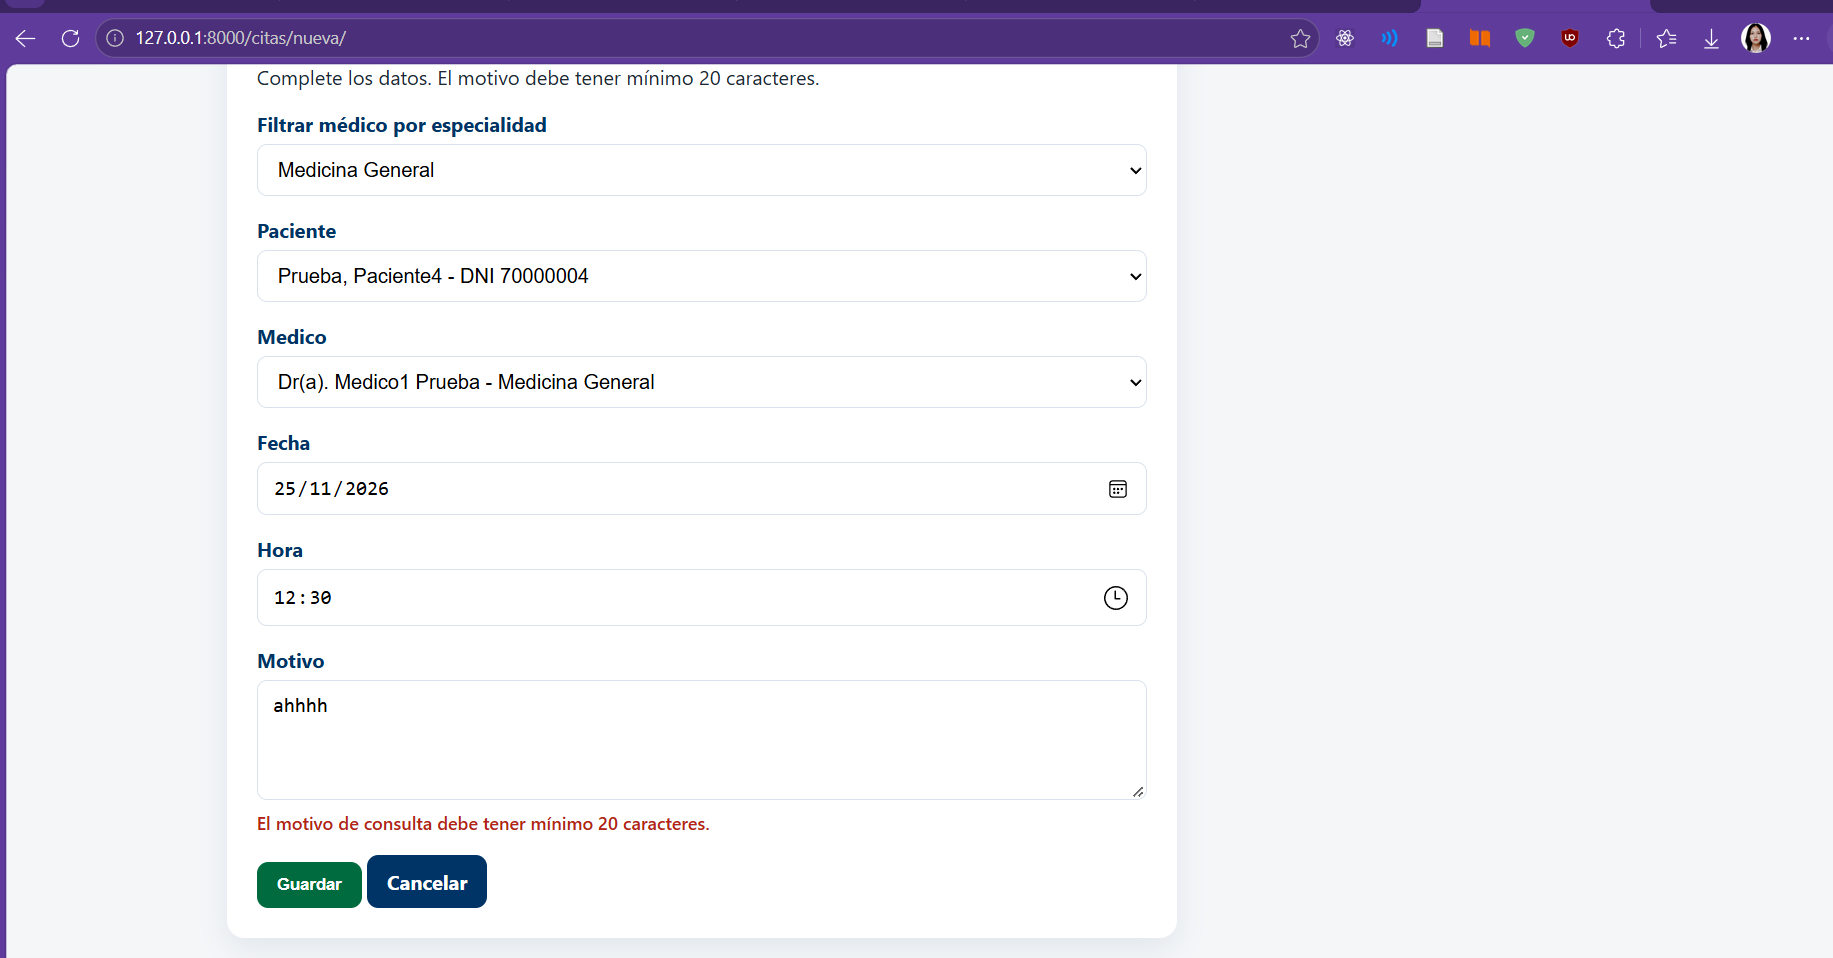 127.0.0.1:8000/citas/nueva/
Complete los datos. El motivo debe tener mínimo 20 caracteres.
Filtrar médico por especialidad
Medicina General
Paciente
Prueba, Paciente4 - DNI 70000004
Medico
Dr(a). Medico1 Prueba - Medicina General
Fecha
25/11/2026
Hora
12:30
Motivo
ahhhh
El motivo de consulta debe tener mínimo 20 caracteres.
Guardar Cancelar